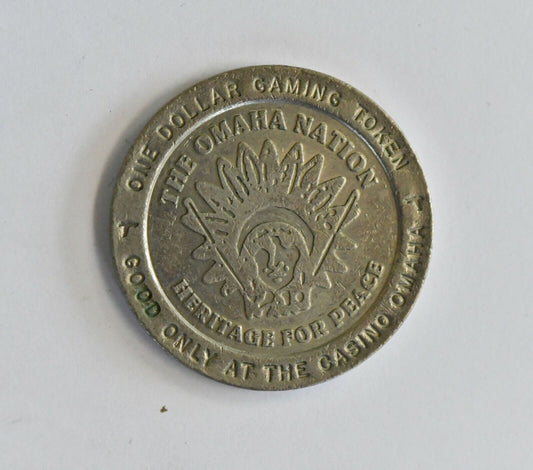 ONE DOLLAR GAMING TOKEN
GOOD ONLY AT THE CASINO OMAHA
THE OMAHA NATION
HERITAGE FOR PEACE